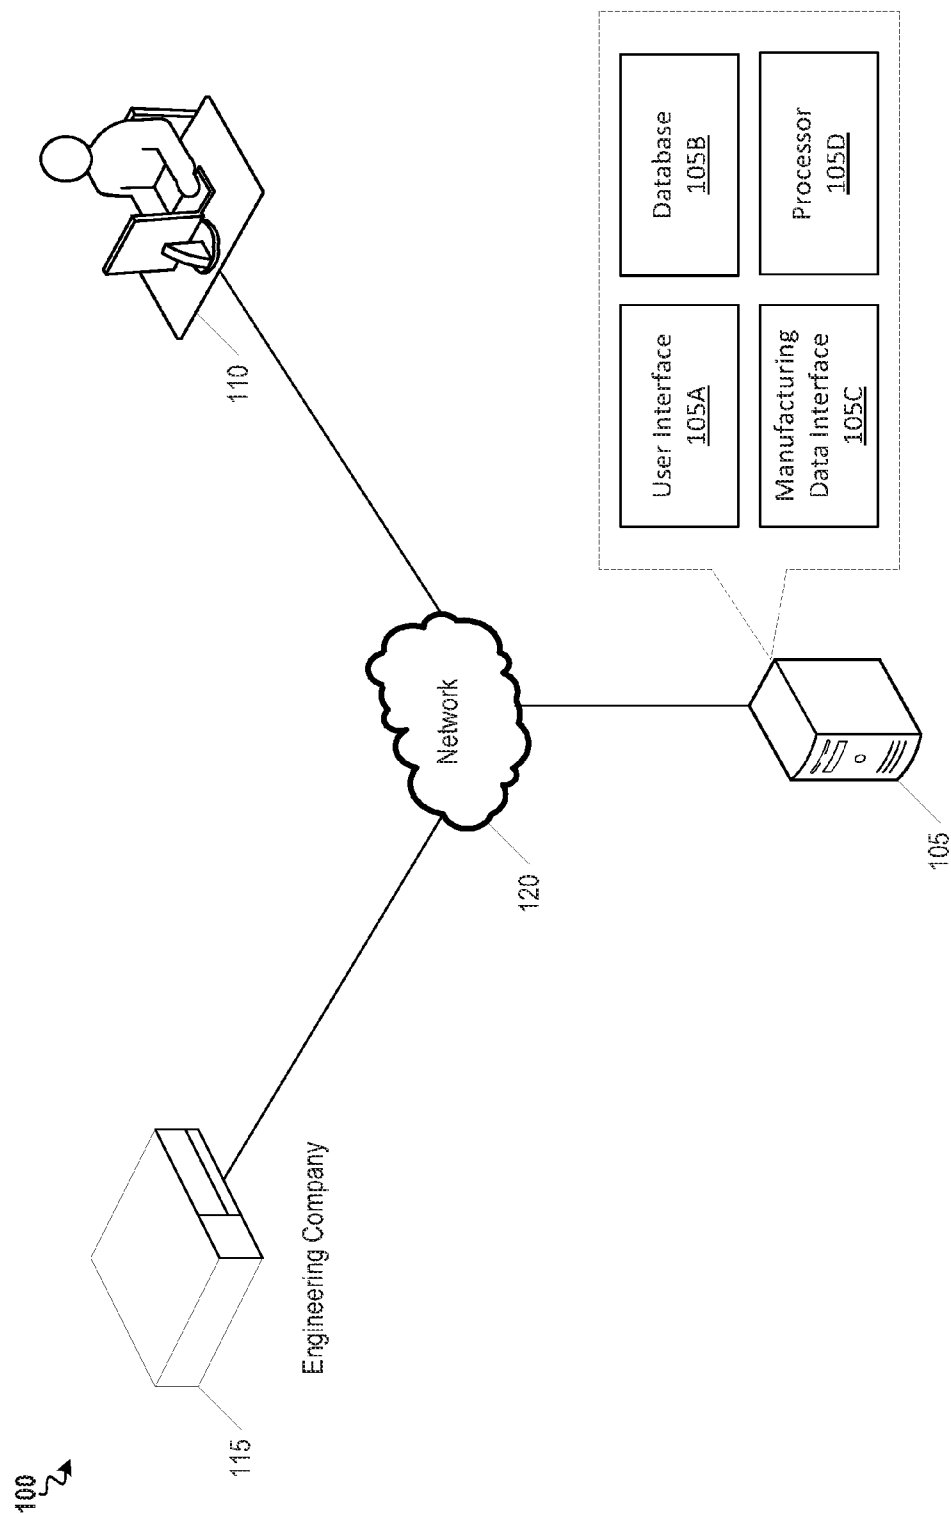 100
115
Engineering Company
110
Network
120
105
User Interface
105A
Database
105B
Manufacturing
Data Interface
105C
Processor
105D